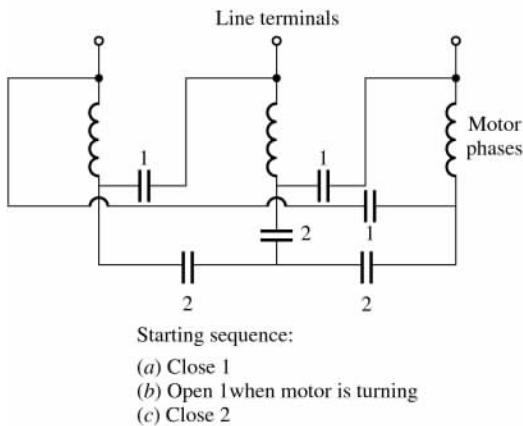 Line terminals
Motor
phases
1
1
1
2
2
2
Starting sequence:
(a) Close 1
(b) Open 1when motor is turning
(c) Close 2